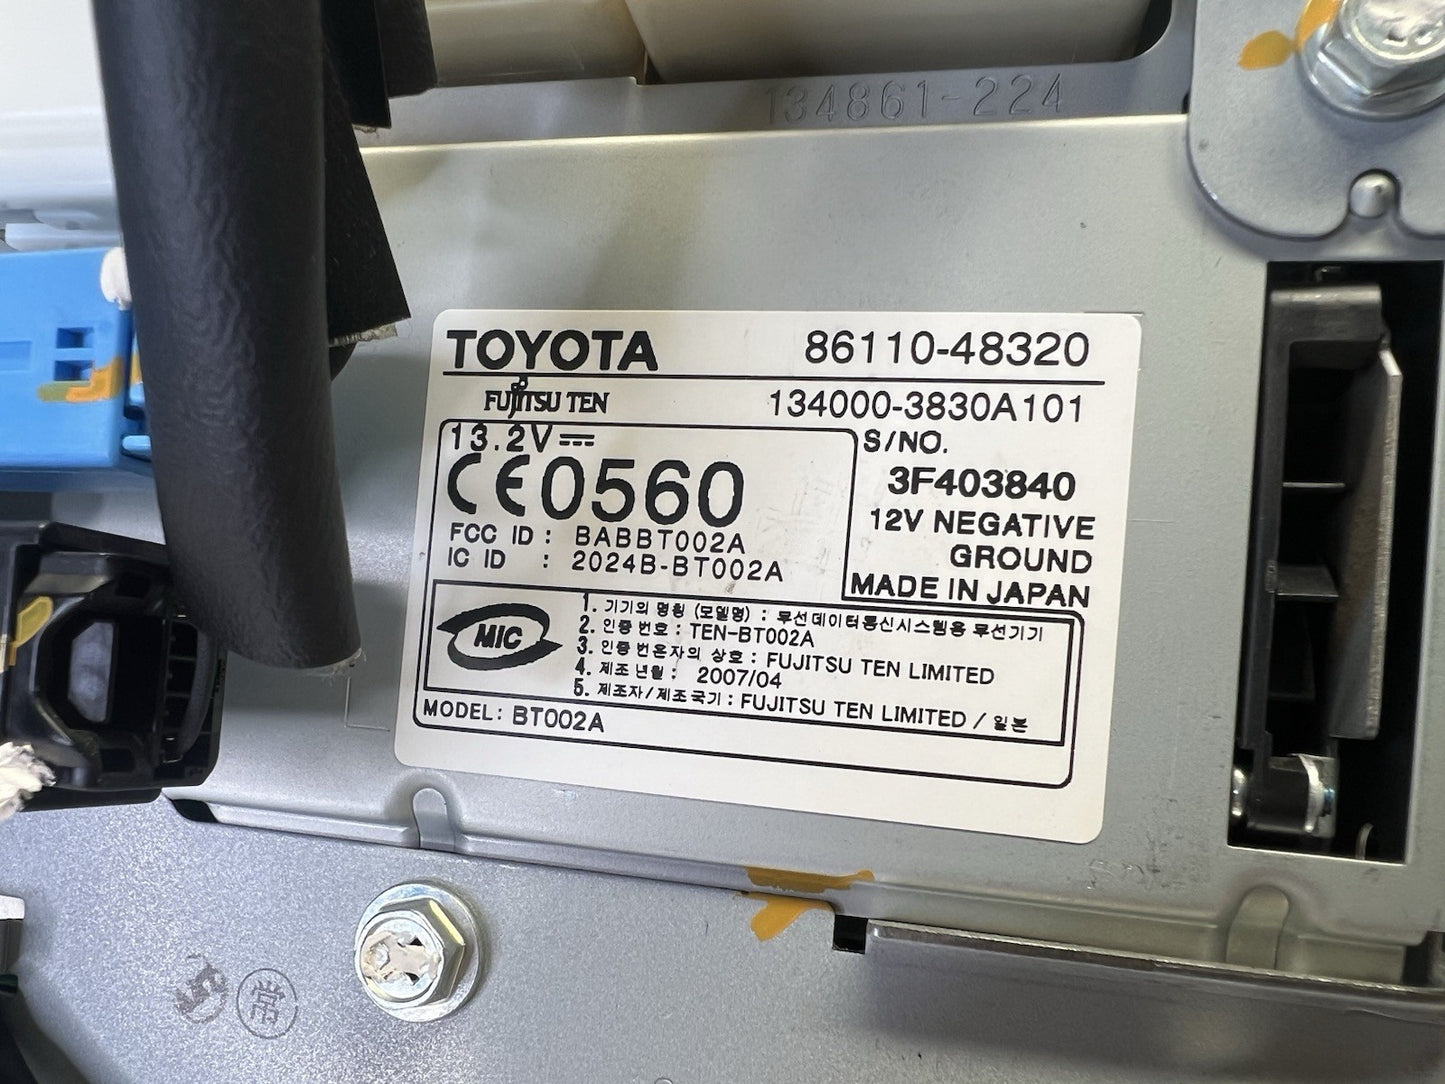 134861-224
TOYOTA 86110-48320
FUJITSU TEN 134000-3830A101
13.2V S/NO.
CE0560 3F403840
FCC ID : BABBT002A 12V NEGATIVE
IC ID : 2024B-BT002A GROUND
MADE IN JAPAN
MIC
1. 기기의 명칭 (모델명) : 무선데이터통신시스템용 무선기기
2. 인증 번호 : TEN-BT002A
3. 인증 번은자의 상호 : FUJITSU TEN LIMITED
4. 제조 년월 : 2007/04
5. 제조자/제조국기 : FUJITSU TEN LIMITED / 일본
MODEL: BT002A
常